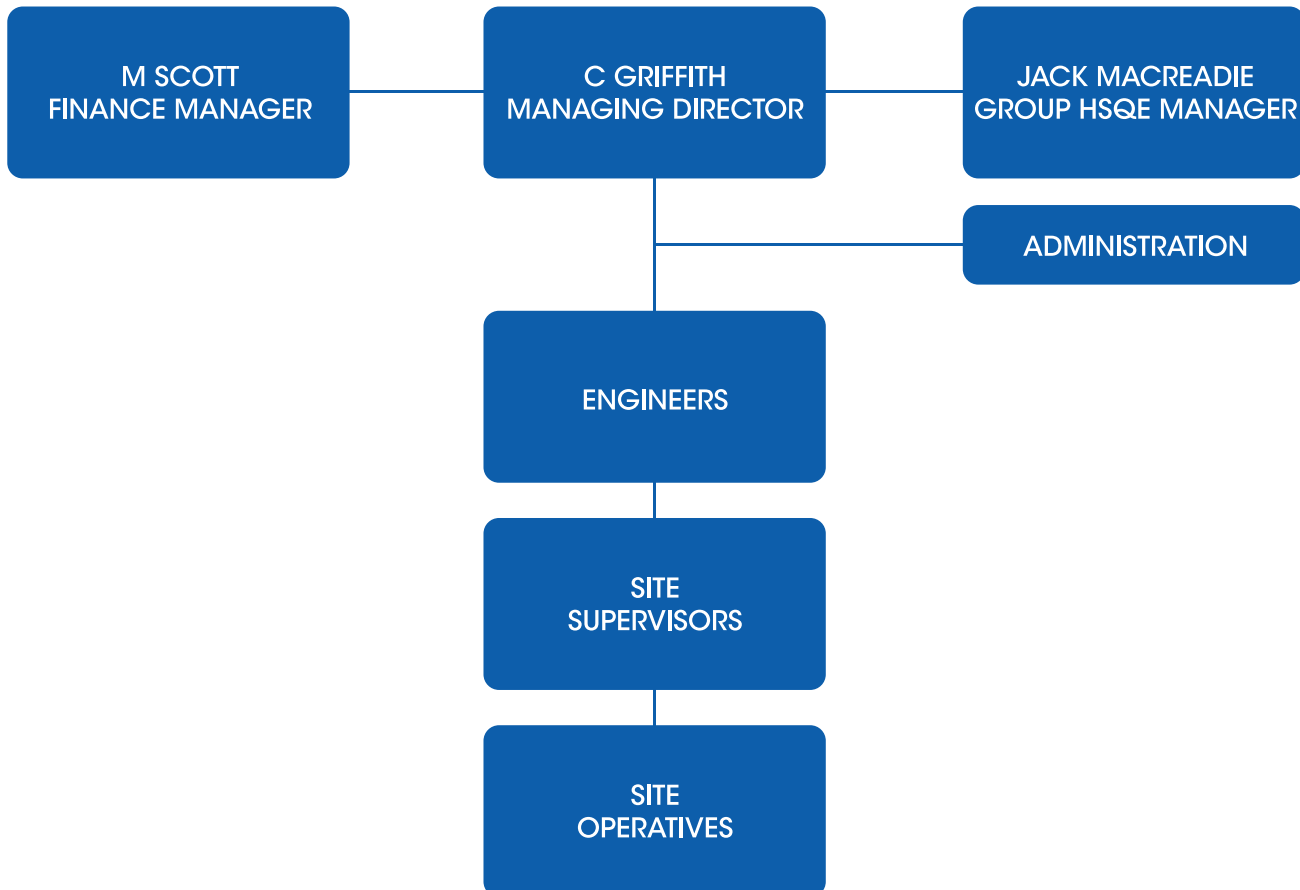 M SCOTT
FINANCE MANAGER
C GRIFFITH
MANAGING DIRECTOR
JACK MACREADIE
GROUP HSQE MANAGER
ADMINISTRATION
ENGINEERS
SITE
SUPERVISORS
SITE
OPERATIVES